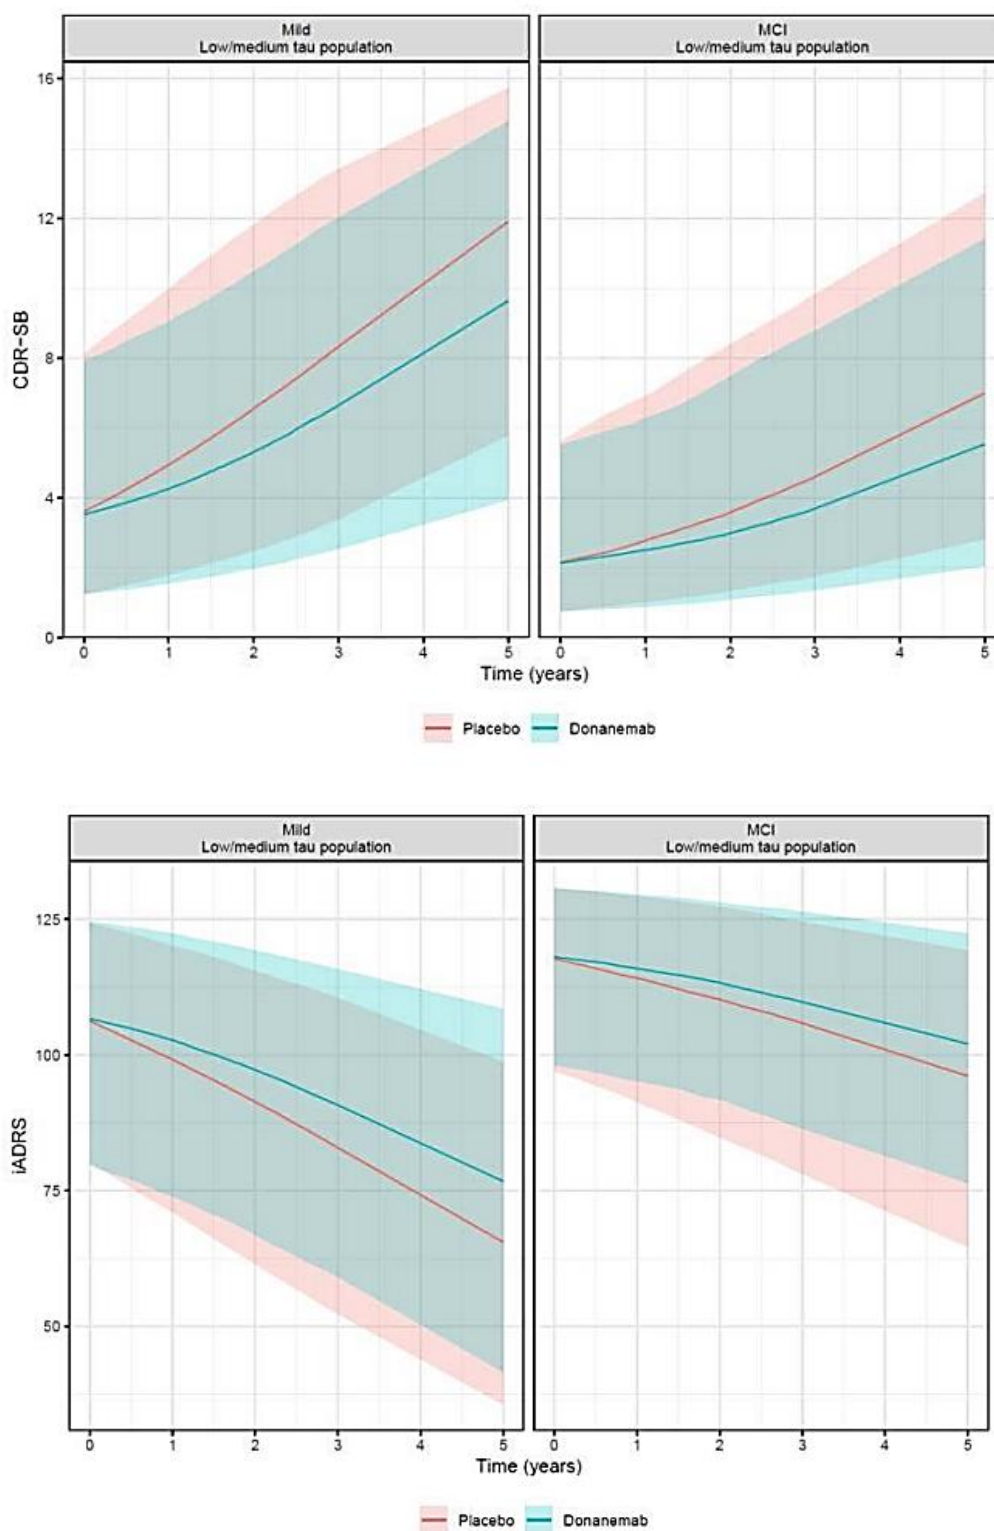 Mild
Low/medium tau population
MCI
Low/medium tau population
CDR-SB
16
12
8
4
0
0 1 2 3 4 5
0 1 2 3 4 5
Time (years)
Placebo Donanemab
Mild
Low/medium tau population
MCI
Low/medium tau population
iADRS
125
100
75
50
0 1 2 3 4 5
0 1 2 3 4 5
Time (years)
Placebo Donanemab